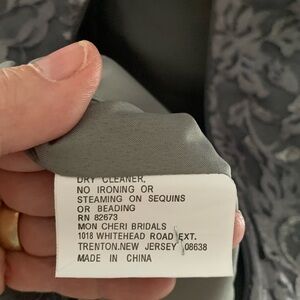 DRY CLEANER,
NO IRONING OR
STEAMING ON SEQUINS
OR BEADING
RN 82673
MON CHERI BRIDALS
1018 WHITEHEAD ROAD EXT.
TRENTON.NEW JERSEY 08638
MADE IN CHINA